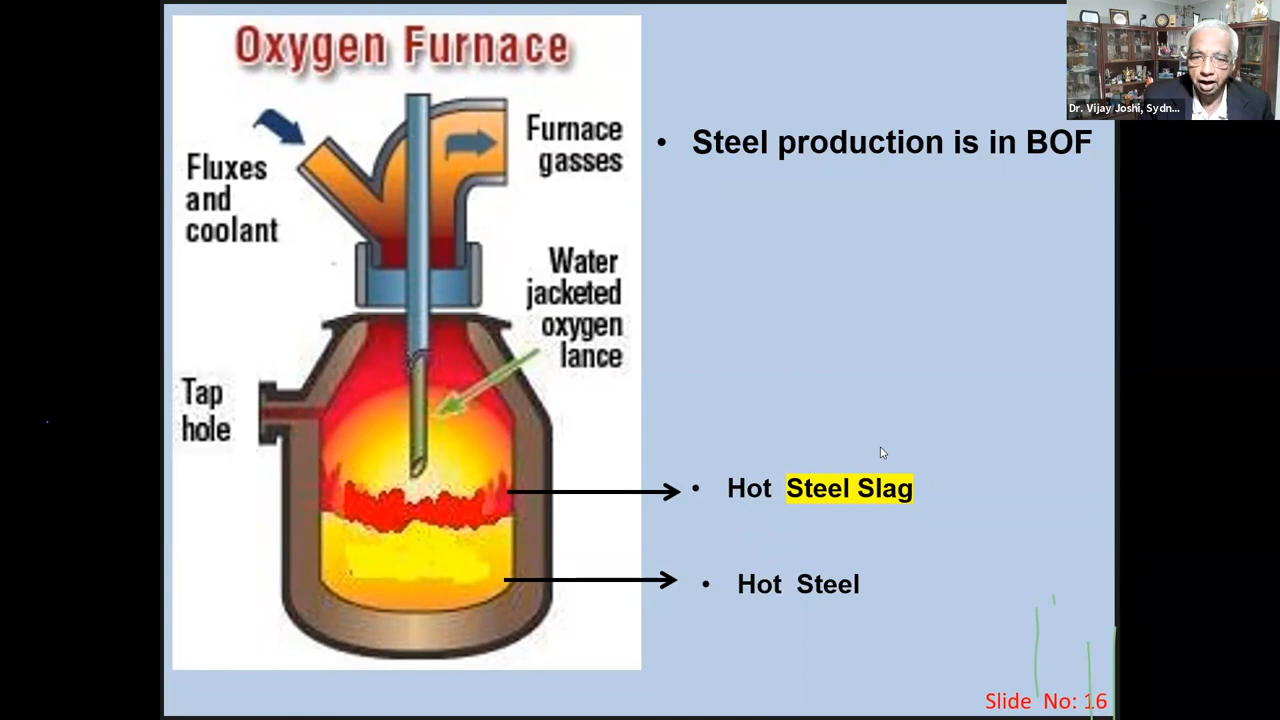 Oxygen Furnace
Fluxes
and
coolant
Furnace
gasses
Water
jacketed
oxygen
lance
Tap
hole
• Steel production is in BOF
• Hot Steel Slag
• Hot Steel
Slide No: 16
Dr. Vijay Joshi, Sydn...